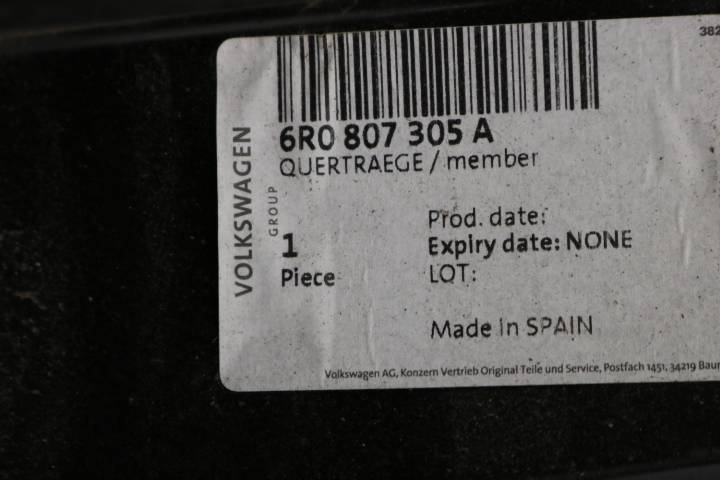 382
6R0 807 305 A
QUERTRAEGE / member
VOLKSWAGEN
GROUP
1
Piece
Prod. date:
Expiry date: NONE
LOT:
Made in SPAIN
Volkswagen AG, Konzern Vertrieb Original Teile und Service, Postfach 1451, 34219 Baun